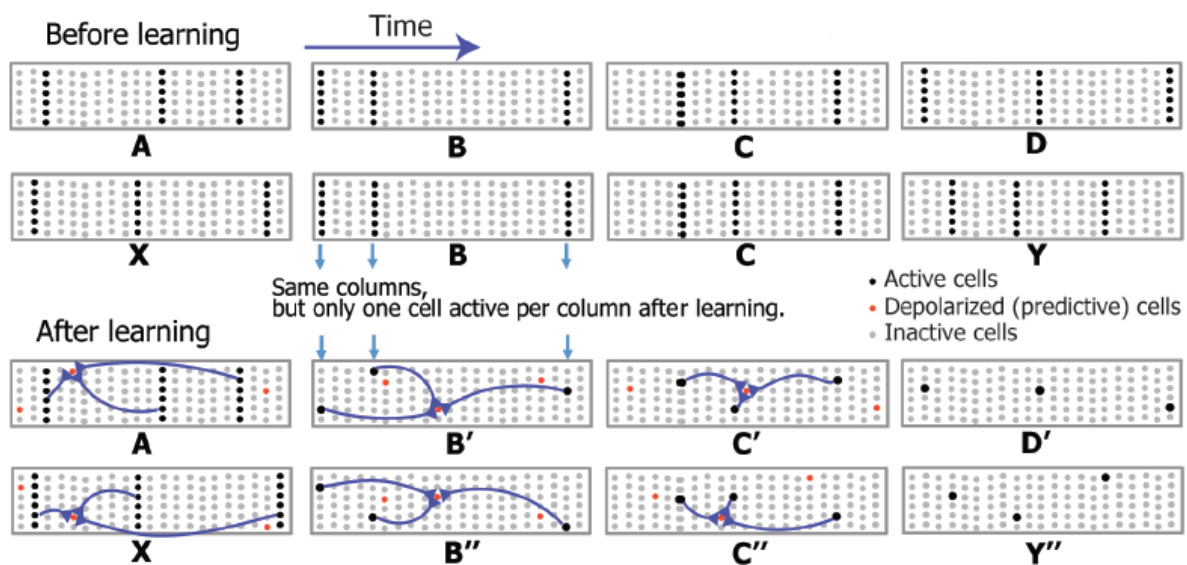 Before learning
Time
A
B
C
D
X
B
C
Y
Same columns,
but only one cell active per column after learning.
Active cells
Depolarized (predictive) cells
Inactive cells
After learning
A
B′
C′
D′
X
B″
C″
Y″